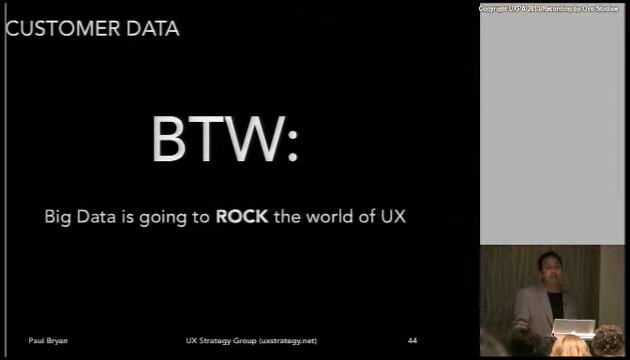 Copyright UXPA 2013/Recording by Ovo Studios
CUSTOMER DATA
BTW:
Big Data is going to ROCK the world of UX
Paul Bryan
UX Strategy Group (uxstrategy.net)
44